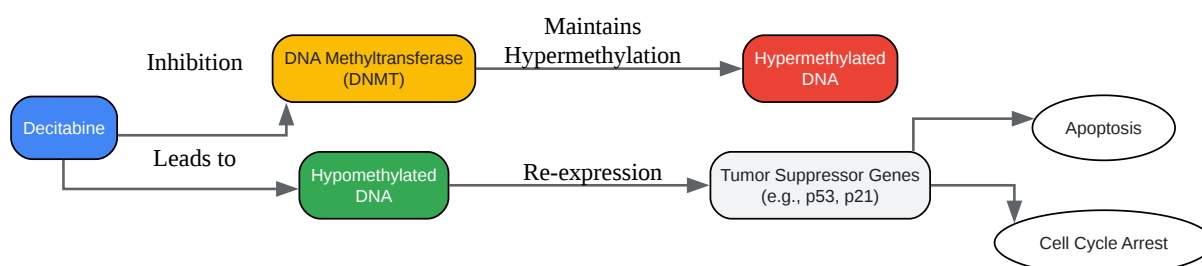 Maintains
Hypermethylation
Inhibition
DNA Methyltransferase
(DNMT)
Hypermethylated
DNA
Decitabine
Leads to
Hypomethylated
DNA
Re-expression
Tumor Suppressor Genes
(e.g., p53, p21)
Apoptosis
Cell Cycle Arrest